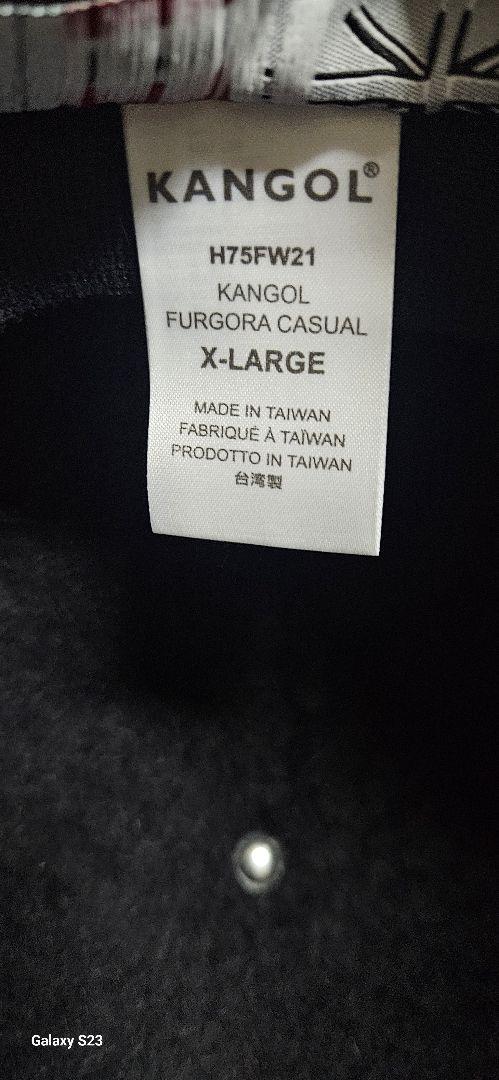 KANGOL®
H75FW21
KANGOL
FURGORA CASUAL
X-LARGE
MADE IN TAIWAN
FABRIQUÉ À TAÏWAN
PRODOTTO IN TAIWAN
台湾製
Galaxy S23